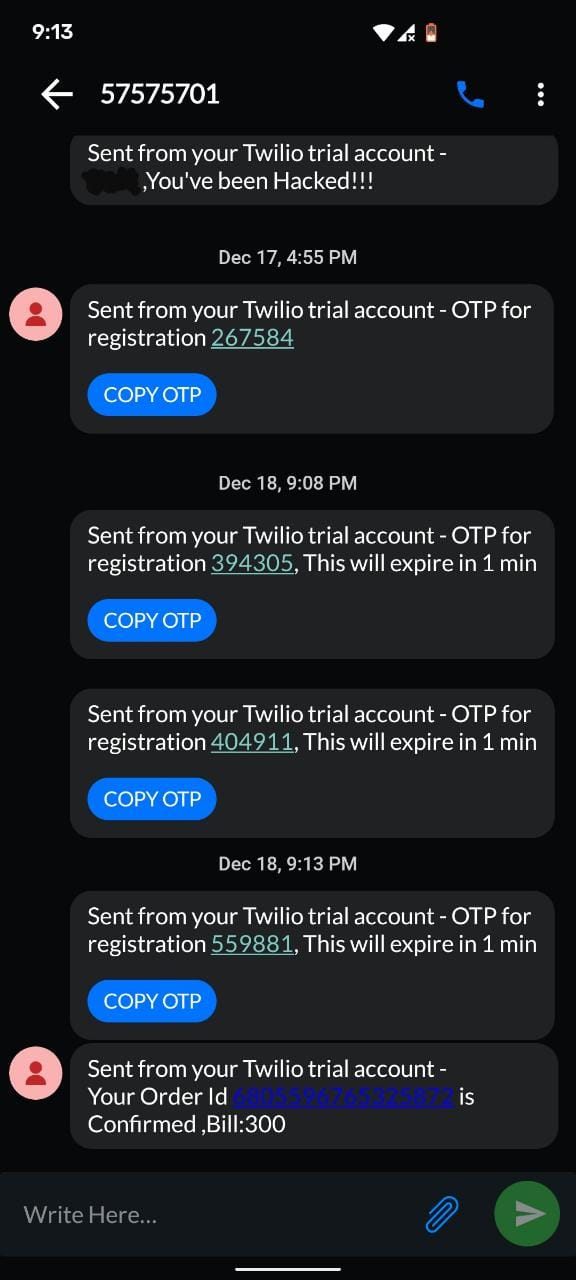 9:13
57575701
Sent from your Twilio trial account -
,You've been Hacked!!!
Dec 17, 4:55 PM
Sent from your Twilio trial account - OTP for
registration 267584
COPY OTP
Dec 18, 9:08 PM
Sent from your Twilio trial account - OTP for
registration 394305, This will expire in 1 min
COPY OTP
Sent from your Twilio trial account - OTP for
registration 404911, This will expire in 1 min
COPY OTP
Dec 18, 9:13 PM
Sent from your Twilio trial account - OTP for
registration 559881, This will expire in 1 min
COPY OTP
Sent from your Twilio trial account -
Your Order Id 6805596765325872 is
Confirmed ,Bill:300
Write Here...